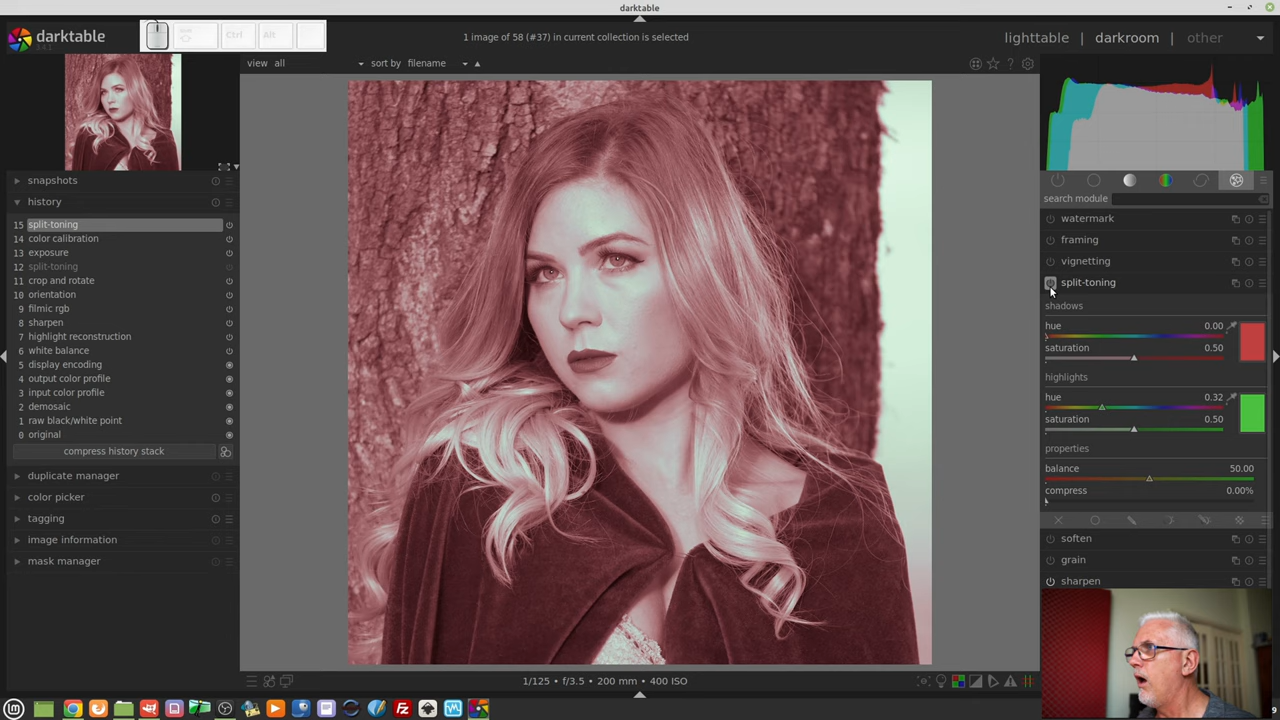 darktable
darktable
3.4.1
Ctrl
Alt
1 image of 58 (#37) in current collection is selected
lighttable | darkroom | other
view all
sort by filename
snapshots
history
15 split-toning
14 color calibration
13 exposure
12 split-toning
11 crop and rotate
10 orientation
9 filmic rgb
8 sharpen
7 highlight reconstruction
6 white balance
5 display encoding
4 output color profile
3 input color profile
2 demosaic
1 raw black/white point
0 original
compress history stack
duplicate manager
color picker
tagging
image information
mask manager
search module
watermark
framing
vignetting
split-toning
shadows
hue 0.00
saturation 0.50
highlights
hue 0.32
saturation 0.50
properties
balance 50.00
compress 0.00%
soften
grain
sharpen
1/125 • f/3.5 • 200 mm • 400 ISO